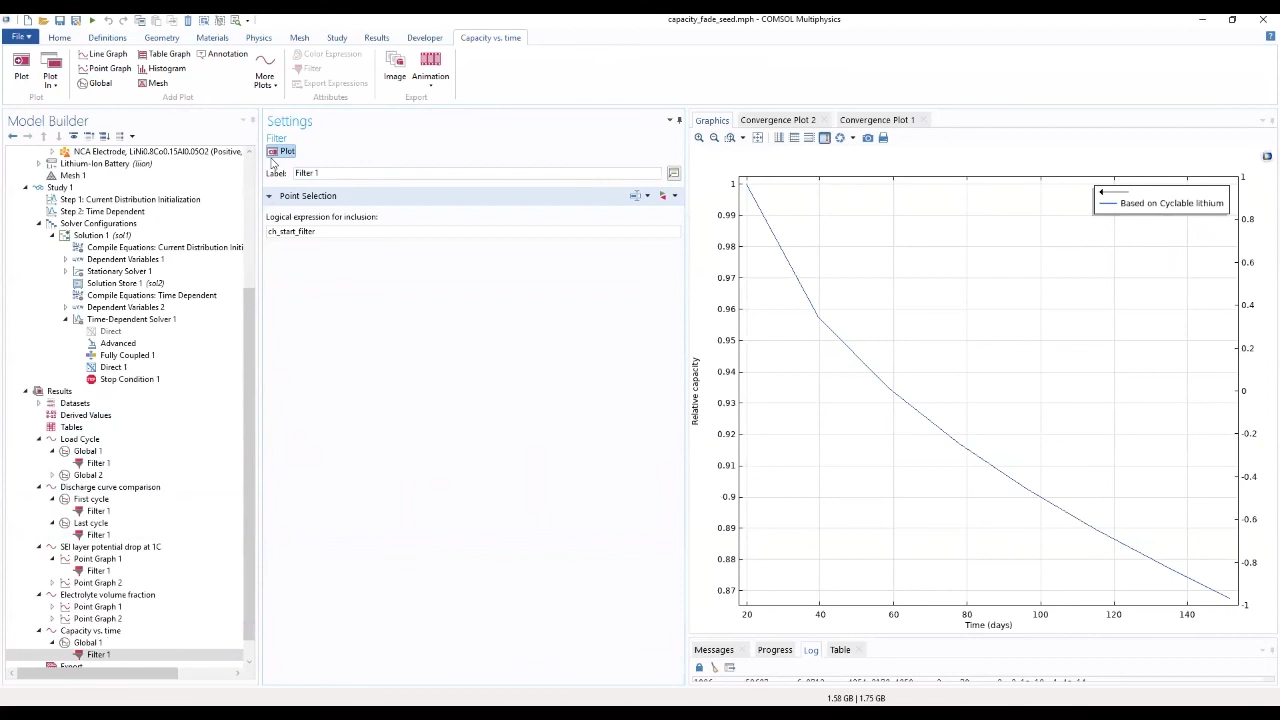 capacity_fade_seed.mph - COMSOL Multiphysics
File
Home
Definitions
Geometry
Materials
Physics
Mesh
Study
Results
Developer
Capacity vs. time
Plot
Plot In
Line Graph
Point Graph
Global
Table Graph
Histogram
Mesh
Annotation
More Plots
Color Expression
Filter
Export Expressions
Image
Animation
Plot
Add Plot
Attributes
Export
Model Builder
NCA Electrode, LiNi0.8Co0.15Al0.05O2 (Positive,
Lithium-Ion Battery (liion)
Mesh 1
Study 1
Step 1: Current Distribution Initialization
Step 2: Time Dependent
Solver Configurations
Solution 1 (sol1)
Compile Equations: Current Distribution Initi
Dependent Variables 1
Stationary Solver 1
Solution Store 1 (sol2)
Compile Equations: Time Dependent
Dependent Variables 2
Time-Dependent Solver 1
Direct
Advanced
Fully Coupled 1
Direct 1
Stop Condition 1
Results
Datasets
Derived Values
Tables
Load Cycle
Global 1
Filter 1
Global 2
Discharge curve comparison
First cycle
Filter 1
Last cycle
Filter 1
SEI layer potential drop at 1C
Point Graph 1
Filter 1
Point Graph 2
Electrolyte volume fraction
Point Graph 1
Point Graph 2
Capacity vs. time
Global 1
Filter 1
Export
Settings
Filter
Plot
Label: Filter 1
Point Selection
Logical expression for inclusion:
ch_start_filter
Graphics
Convergence Plot 2
Convergence Plot 1
Based on Cyclable lithium
Relative capacity
1
0.99
0.98
0.97
0.96
0.95
0.94
0.93
0.92
0.91
0.9
0.89
0.88
0.87
1
0.8
0.6
0.4
0.2
0
-0.2
-0.4
-0.6
-0.8
-1
20
40
60
80
100
120
140
Time (days)
Messages
Progress
Log
Table
1.58 GB | 1.75 GB